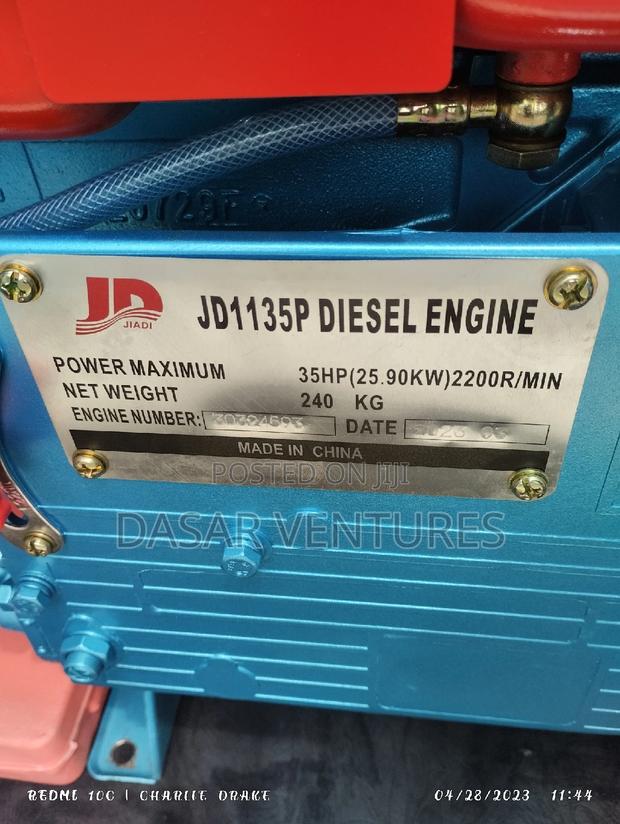 JD
JIADI
JD1135P DIESEL ENGINE
POWER MAXIMUM 35HP(25.90KW)2200R/MIN
NET WEIGHT 240 KG
ENGINE NUMBER: DATE
MADE IN CHINA
POSTED ON JIJI
DASAR VENTURES
REDMI 10C | CHARLIE DRAKE 04/28/2023 11:44